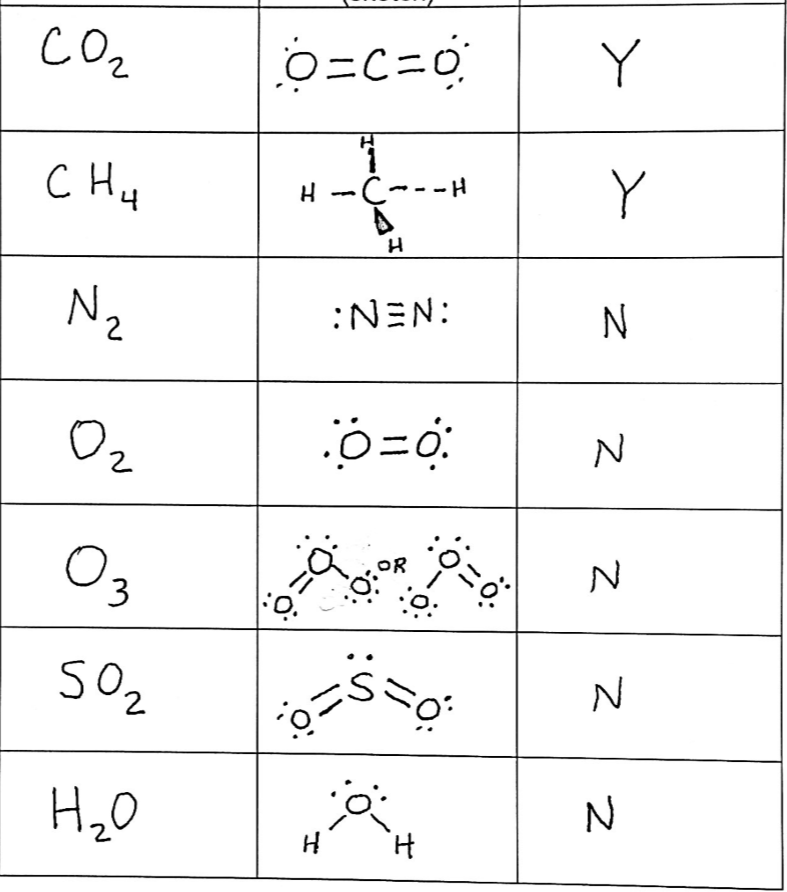 CO₂ :Ö=C=Ö: Y
CH₄ H H–C---H H Y
N₂ :N≡N: N
O₂ :Ö=Ö: N
O₃ O O O OR O O O N
SO₂ O=S=O N
H₂O O H H N